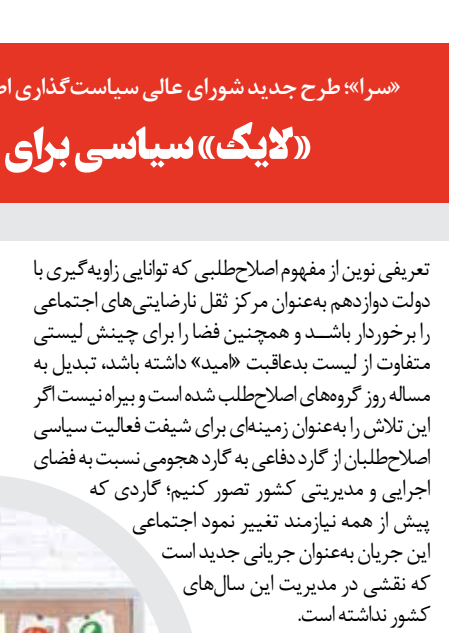 «سرا»؛ طرح جدید شورای عالی سیاست‌گذاری
«لایک» سیاسی برای
تعریفی نوین از مفهوم اصلاح‌طلبی که توانایی زاویه‌گیری با
دولت دوازدهم به‌عنوان مرکز ثقل نارضایتی‌های اجتماعی
را برخوردار باشد و همچنین فضا را برای چینش لیستی
متفاوت از لیست بدعاقبت «امید» داشته باشد، تبدیل به
مساله روز گروه‌های اصلاح‌طلب شده است و بیراه نیست اگر
این تلاش را به‌عنوان زمینه‌ای برای شیفت فعالیت سیاسی
اصلاح‌طلبان از گارد دفاعی به گارد هجومی نسبت به فضای
اجرایی و مدیریتی کشور تصور کنیم؛ گاردی که
پیش از همه نیازمند تغییر نمود اجتماعی
این جریان به‌عنوان جریانی جدید است
که نقشی در مدیریت این سال‌های
کشور نداشته است.